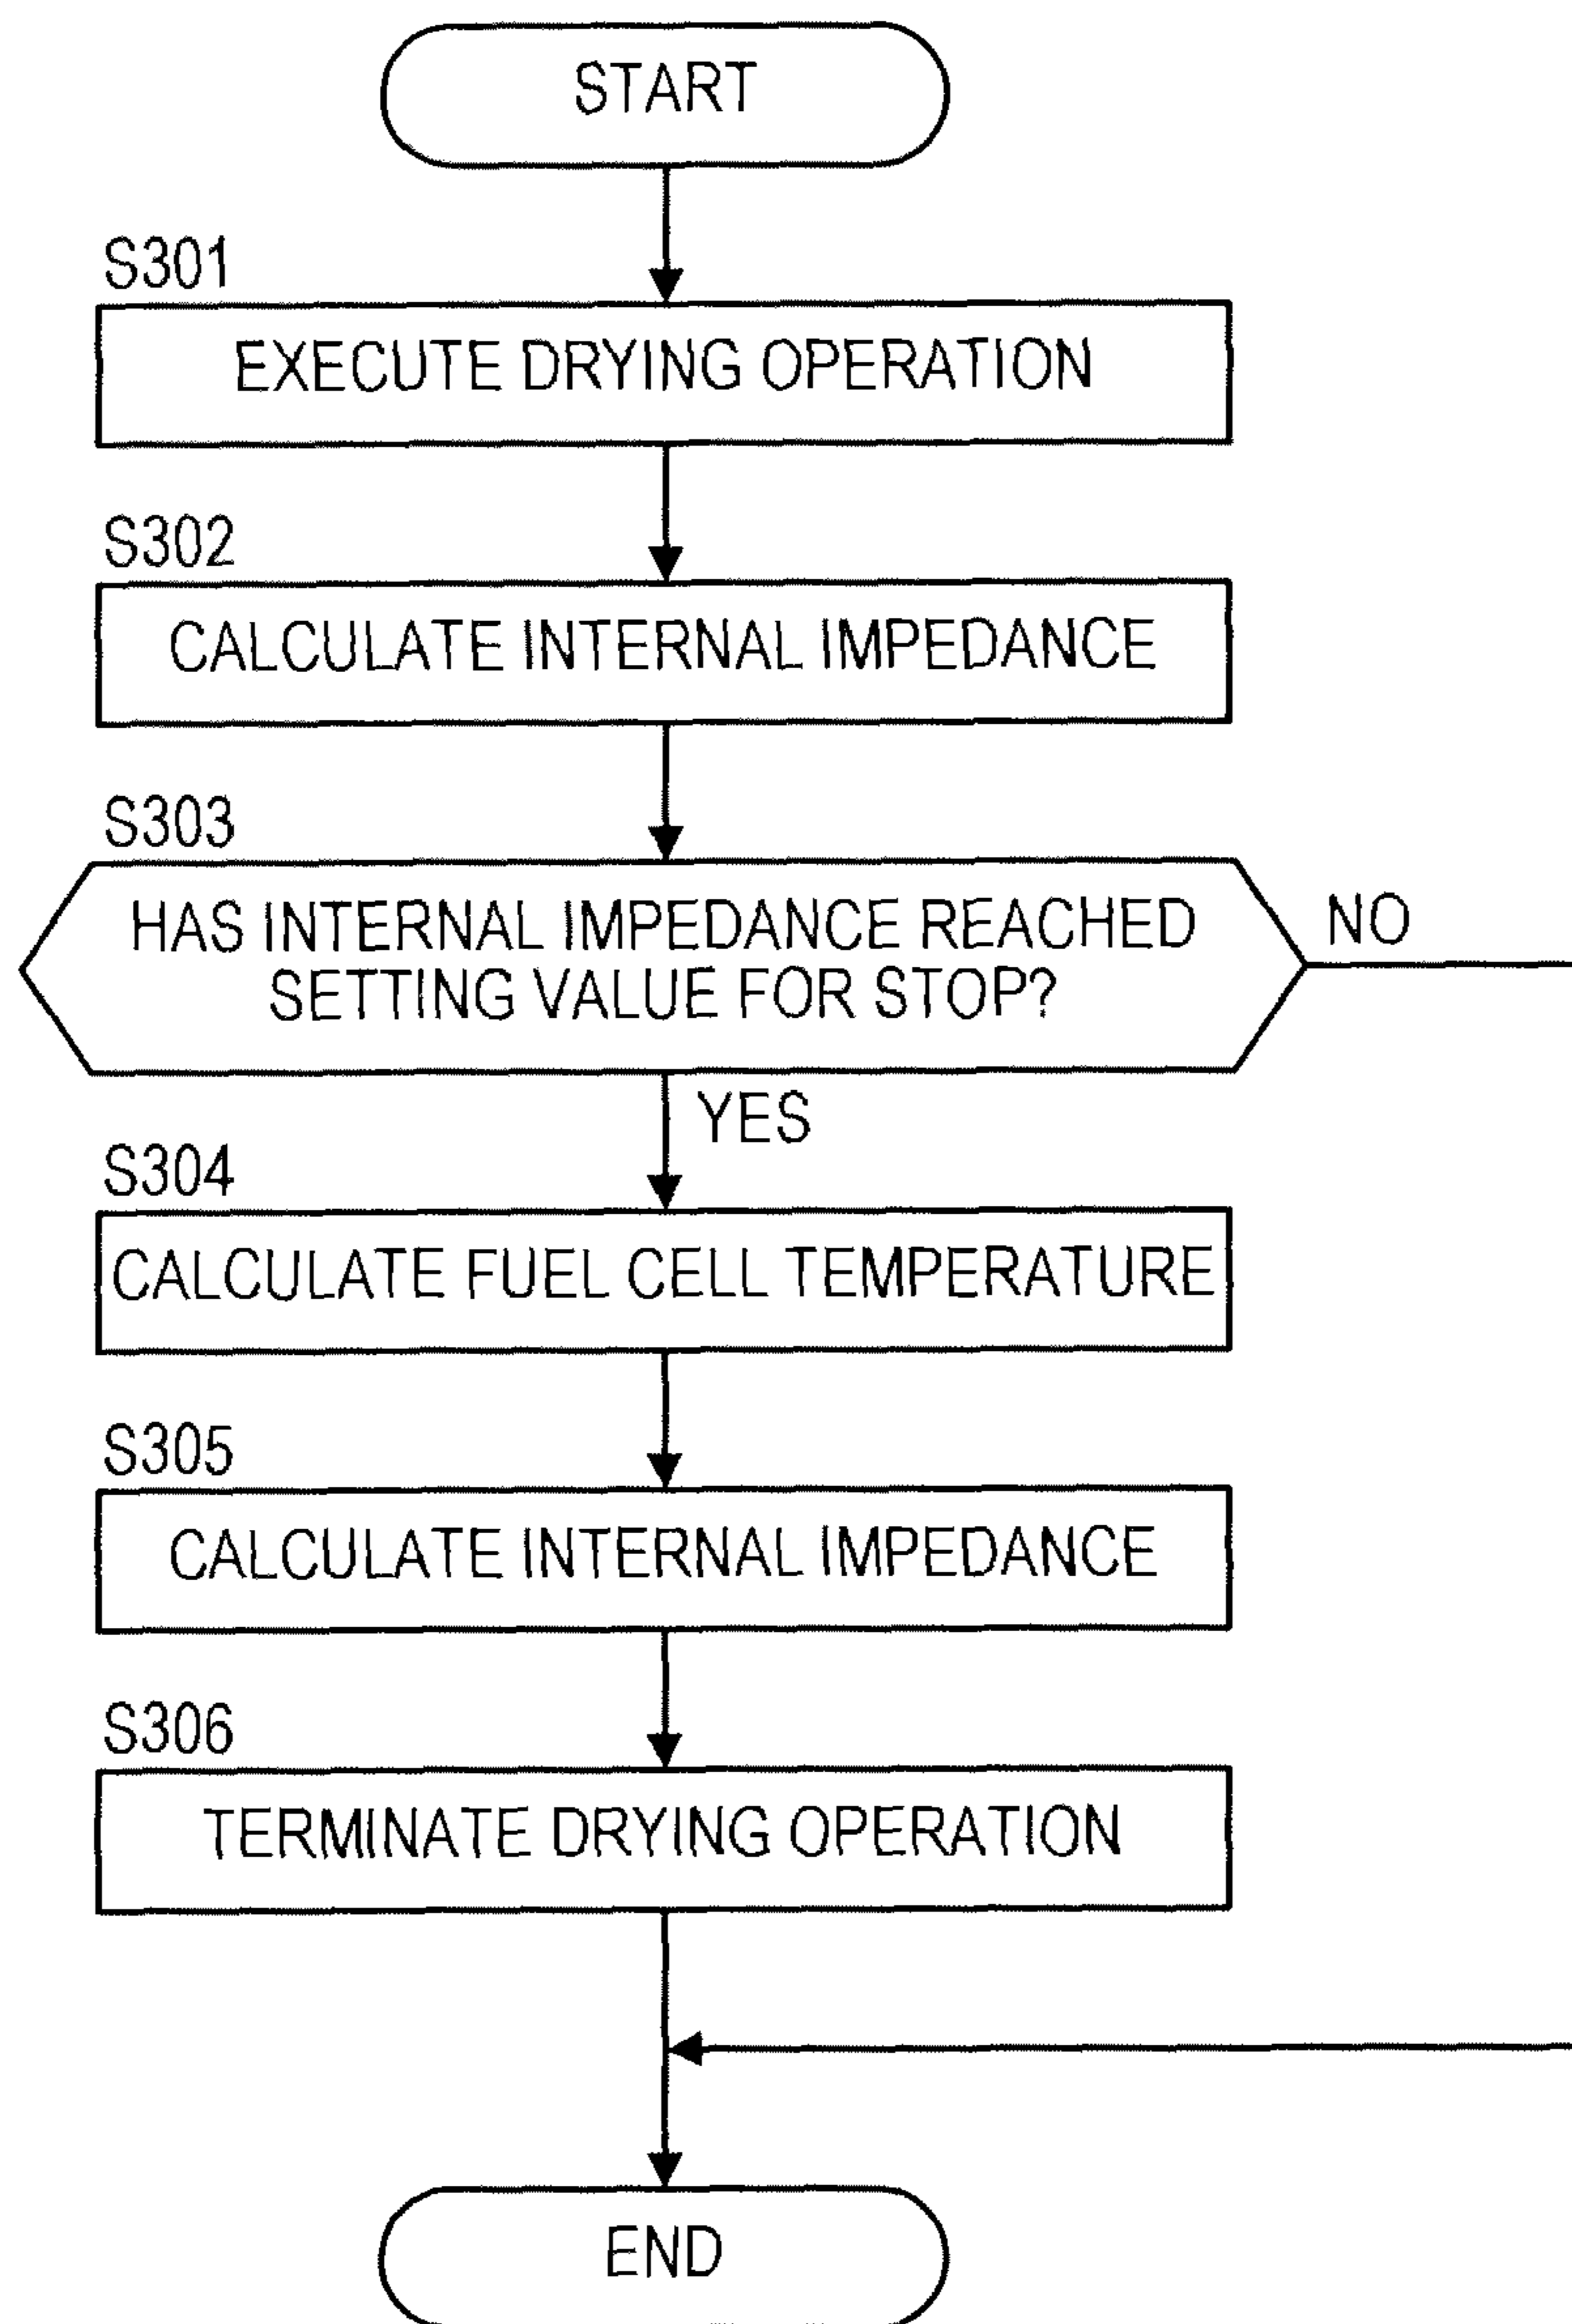 START
S301
EXECUTE DRYING OPERATION
S302
CALCULATE INTERNAL IMPEDANCE
S303
HAS INTERNAL IMPEDANCE REACHED
SETTING VALUE FOR STOP?
NO
YES
S304
CALCULATE FUEL CELL TEMPERATURE
S305
CALCULATE INTERNAL IMPEDANCE
S306
TERMINATE DRYING OPERATION
END